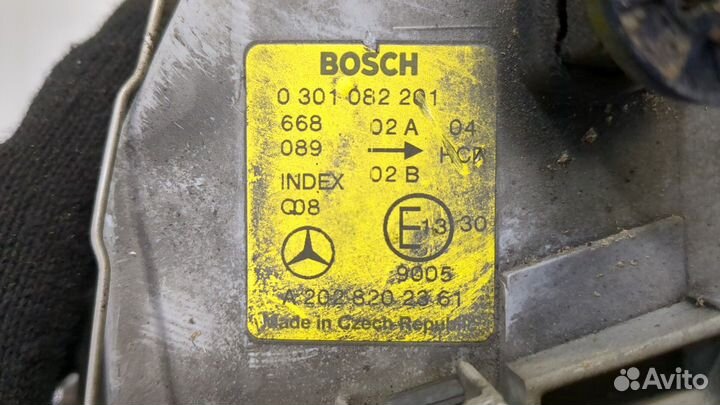 BOSCH
0 301 082 201
668 02 A 04
089 → HCR
INDEX 02 B
Q08
E 13 30
9005
A 202 820 23 61
Made in Czech Republic
Avito